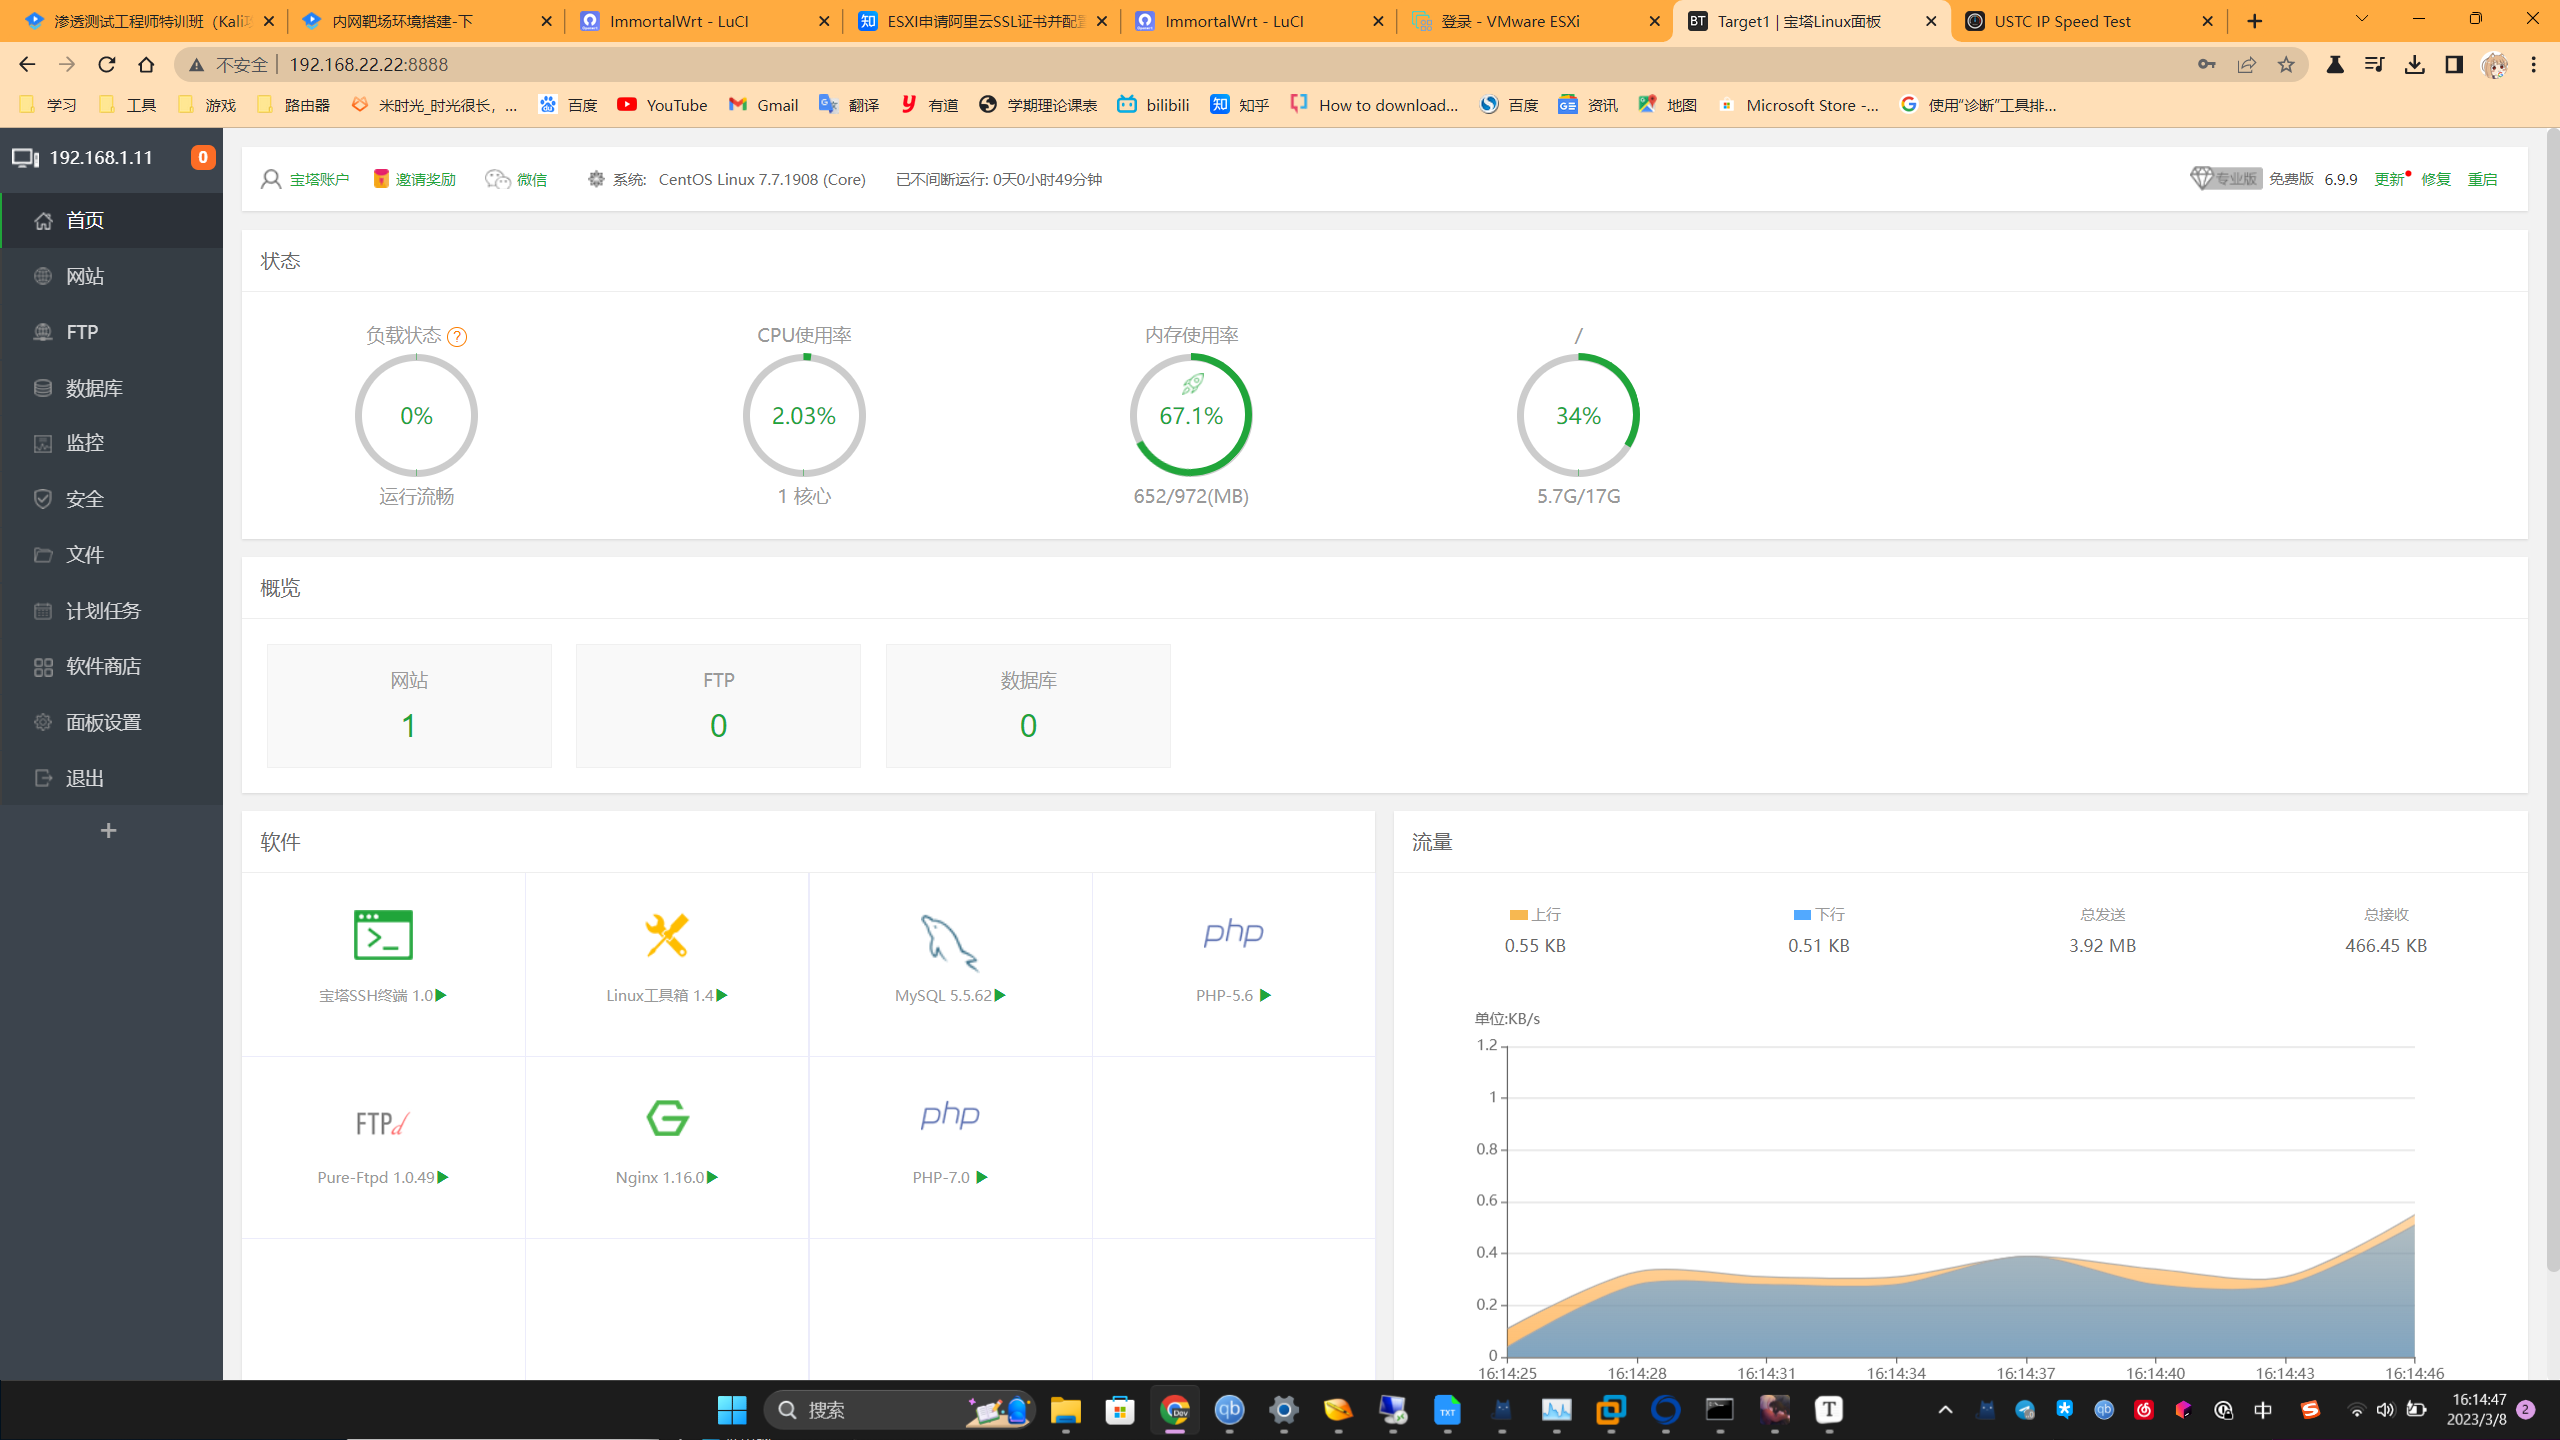 渗透测试工程师特训班（Kali
内网靶场环境搭建-下
ImmortalWrt - LuCI
ESXI申请阿里云SSL证书并配
ImmortalWrt - LuCI
登录 - VMware ESXi
Target1 | 宝塔Linux面板
USTC IP Speed Test
不安全
192.168.22.22:8888
学习
工具
游戏
路由器
米时光_时光很长，...
百度
YouTube
Gmail
翻译
有道
学期理论课表
bilibili
知乎
How to download...
百度
资讯
地图
Microsoft Store -...
使用“诊断”工具排...
192.168.1.11
0
首页
网站
FTP
数据库
监控
安全
文件
计划任务
软件商店
面板设置
退出
宝塔账户
邀请奖励
微信
系统: CentOS Linux 7.7.1908 (Core)
已不间断运行: 0天0小时49分钟
专业版
免费版
6.9.9
更新
修复
重启
状态
负载状态
0%
运行流畅
CPU使用率
2.03%
1 核心
内存使用率
67.1%
652/972(MB)
/
34%
5.7G/17G
概览
网站
1
FTP
0
数据库
0
软件
宝塔SSH终端 1.0
Linux工具箱 1.4
MySQL 5.5.62
php
PHP-5.6
FTPd
Pure-Ftpd 1.0.49
Nginx 1.16.0
php
PHP-7.0
流量
上行
0.55 KB
下行
0.51 KB
总发送
3.92 MB
总接收
466.45 KB
单位:KB/s
1.2
1
0.8
0.6
0.4
0.2
0
16:14:25
16:14:28
16:14:31
16:14:34
16:14:37
16:14:40
16:14:43
16:14:46
搜索
中
16:14:47
2023/3/8
2